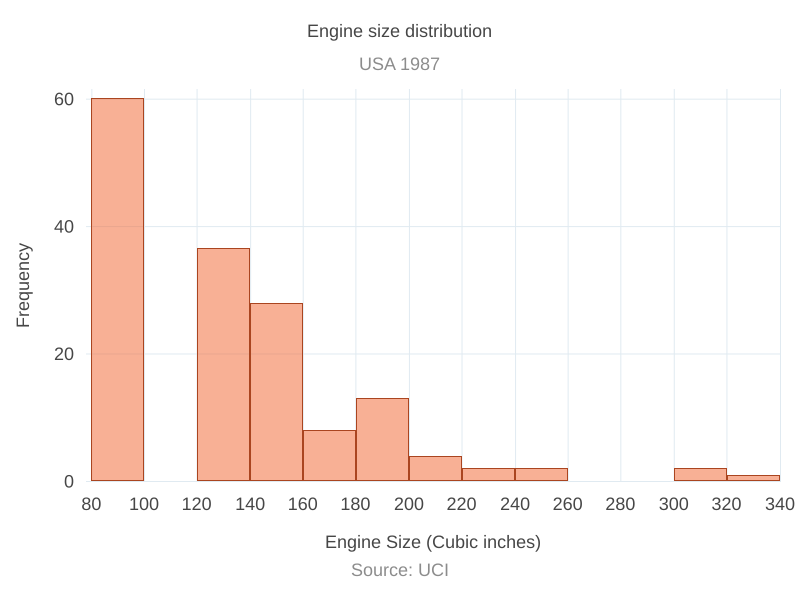 Engine size distribution
USA 1987
60
40
20
0
Frequency
80 100 120 140 160 180 200 220 240 260 280 300 320 340
Engine Size (Cubic inches)
Source: UCI